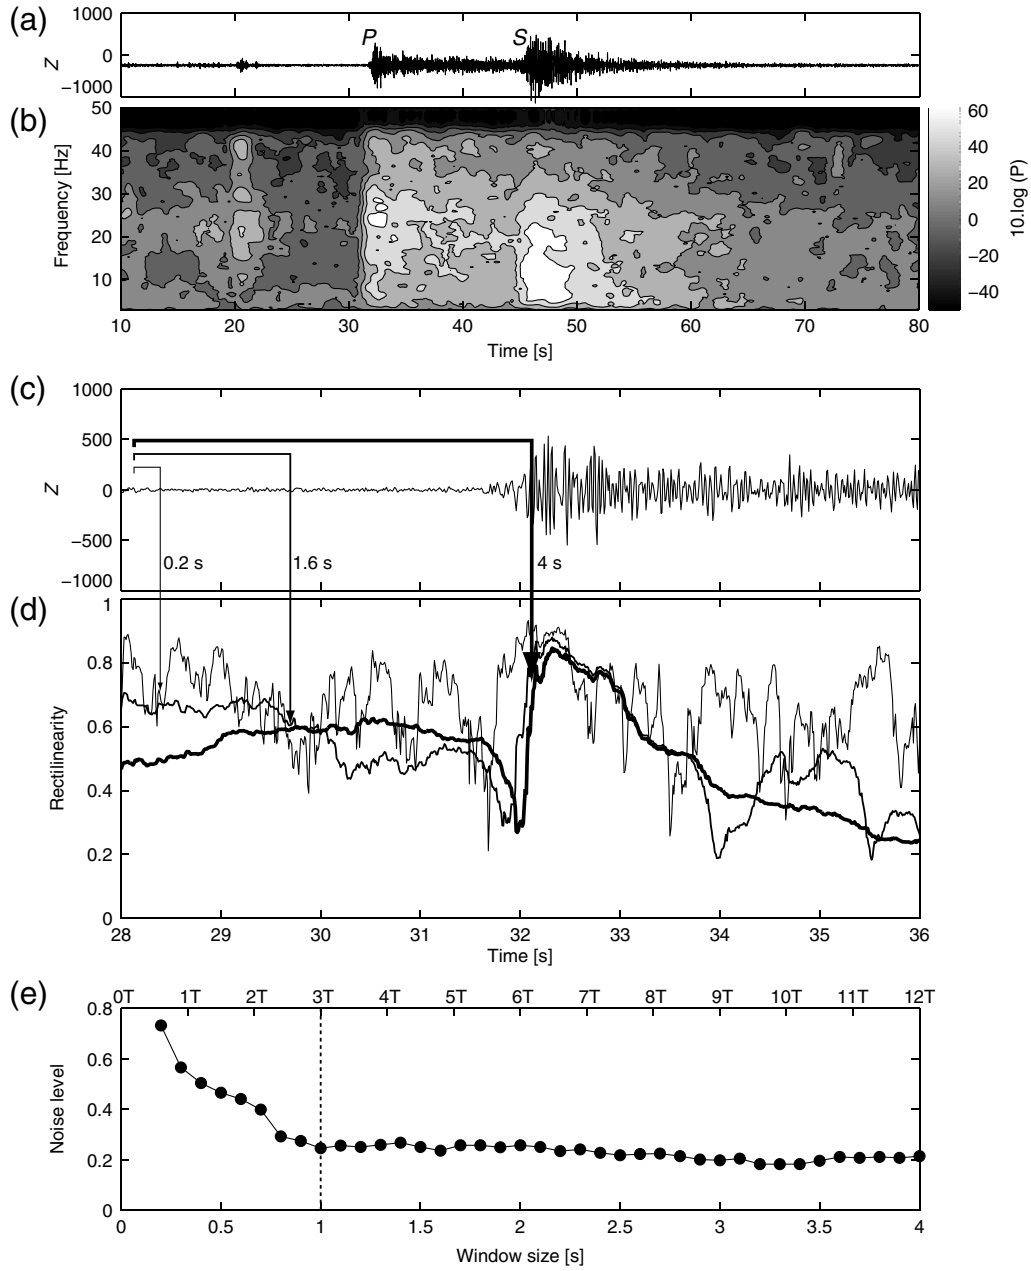 (a)
1000
0
−1000
Z
P
S
(b)
50
40
30
20
10
Frequency [Hz]
10 20 30 40 50 60 70 80
Time [s]
60
40
20
0
−20
−40
10.log (P)
(c)
1000
500
0
−500
−1000
Z
0.2 s
1.6 s
4 s
(d)
1
0.8
0.6
0.4
0.2
0
Rectilinearity
28 29 30 31 32 33 34 35 36
Time [s]
(e)
0T 1T 2T 3T 4T 5T 6T 7T 8T 9T 10T 11T 12T
0.8
0.6
0.4
0.2
0
Noise level
0 0.5 1 1.5 2 2.5 3 3.5 4
Window size [s]